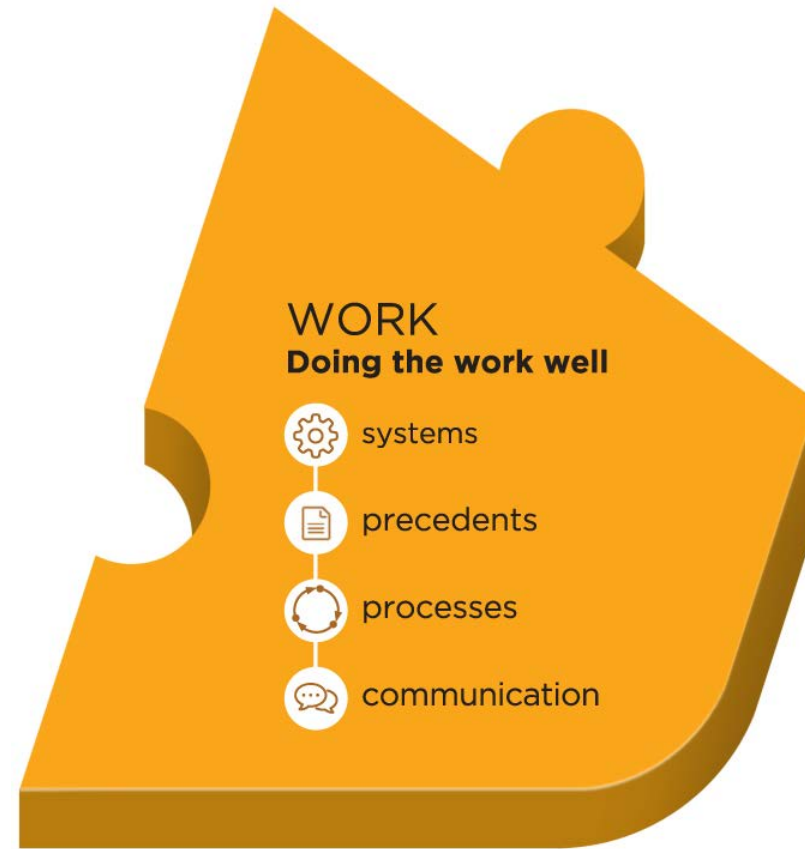 WORK
Doing the work well
systems
precedents
processes
communication